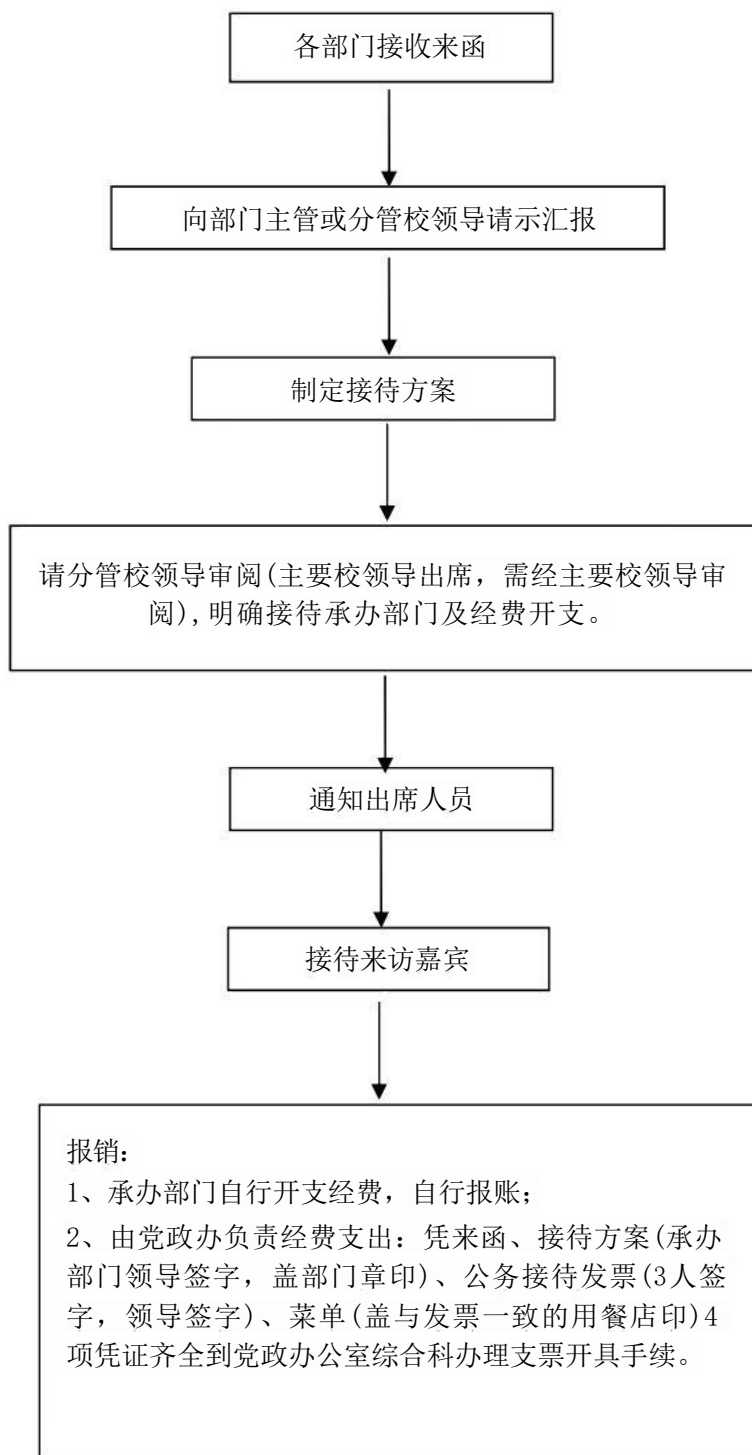 各部门接收来函
向部门主管或分管校领导请示汇报
制定接待方案
请分管校领导审阅(主要校领导出席，需经主要校领导审
阅),明确接待承办部门及经费开支。
通知出席人员
接待来访嘉宾
报销：
1、承办部门自行开支经费，自行报账；
2、由党政办负责经费支出：凭来函、接待方案(承办
部门领导签字，盖部门章印)、公务接待发票(3人签
字，领导签字)、菜单(盖与发票一致的用餐店印)4
项凭证齐全到党政办公室综合科办理支票开具手续。